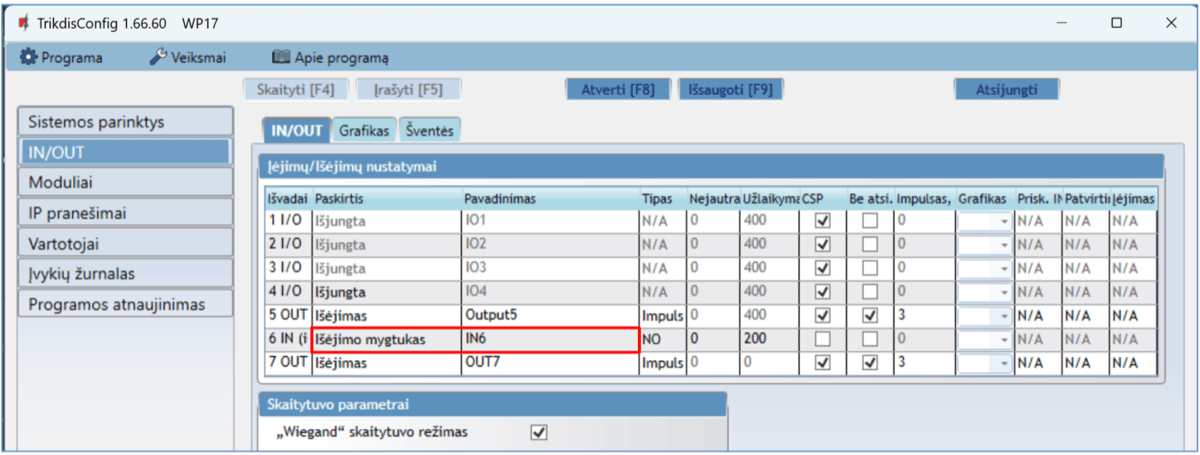 TrikdisConfig 1.66.60 WP17
Programa Veiksmai Apie programą
Skaityti [F4] Įrašyti [F5] Atverti [F8] Išsaugoti [F9] Atsijungti
Sistemos parinktys
IN/OUT
Moduliai
IP pranešimai
Vartotojai
Įvykių žurnalas
Programos atnaujinimas
IN/OUT Grafikas Šventės
Įėjimų/Išėjimų nustatymai
Išvadai Paskirtis Pavadinimas Tipas Nejautra Užlaikyma CSP Be atsi. Impulsas, Grafikas Prisk. IN Patvirtin Įėjimas
1 I/O Išjungta IO1 N/A 0 400 0 N/A N/A N/A
2 I/O Išjungta IO2 N/A 0 400 0 N/A N/A N/A
3 I/O Išjungta IO3 N/A 0 400 0 N/A N/A N/A
4 I/O Išjungta IO4 N/A 0 400 0 N/A N/A N/A
5 OUT Išėjimas Output5 Impuls 0 400 3 N/A N/A N/A
6 IN (i Išėjimo mygtukas IN6 NO 0 200 0 N/A N/A N/A
7 OUT Išėjimas OUT7 Impuls 0 0 3 N/A N/A N/A
Skaitytuvo parametrai
„Wiegand“ skaitytuvo režimas